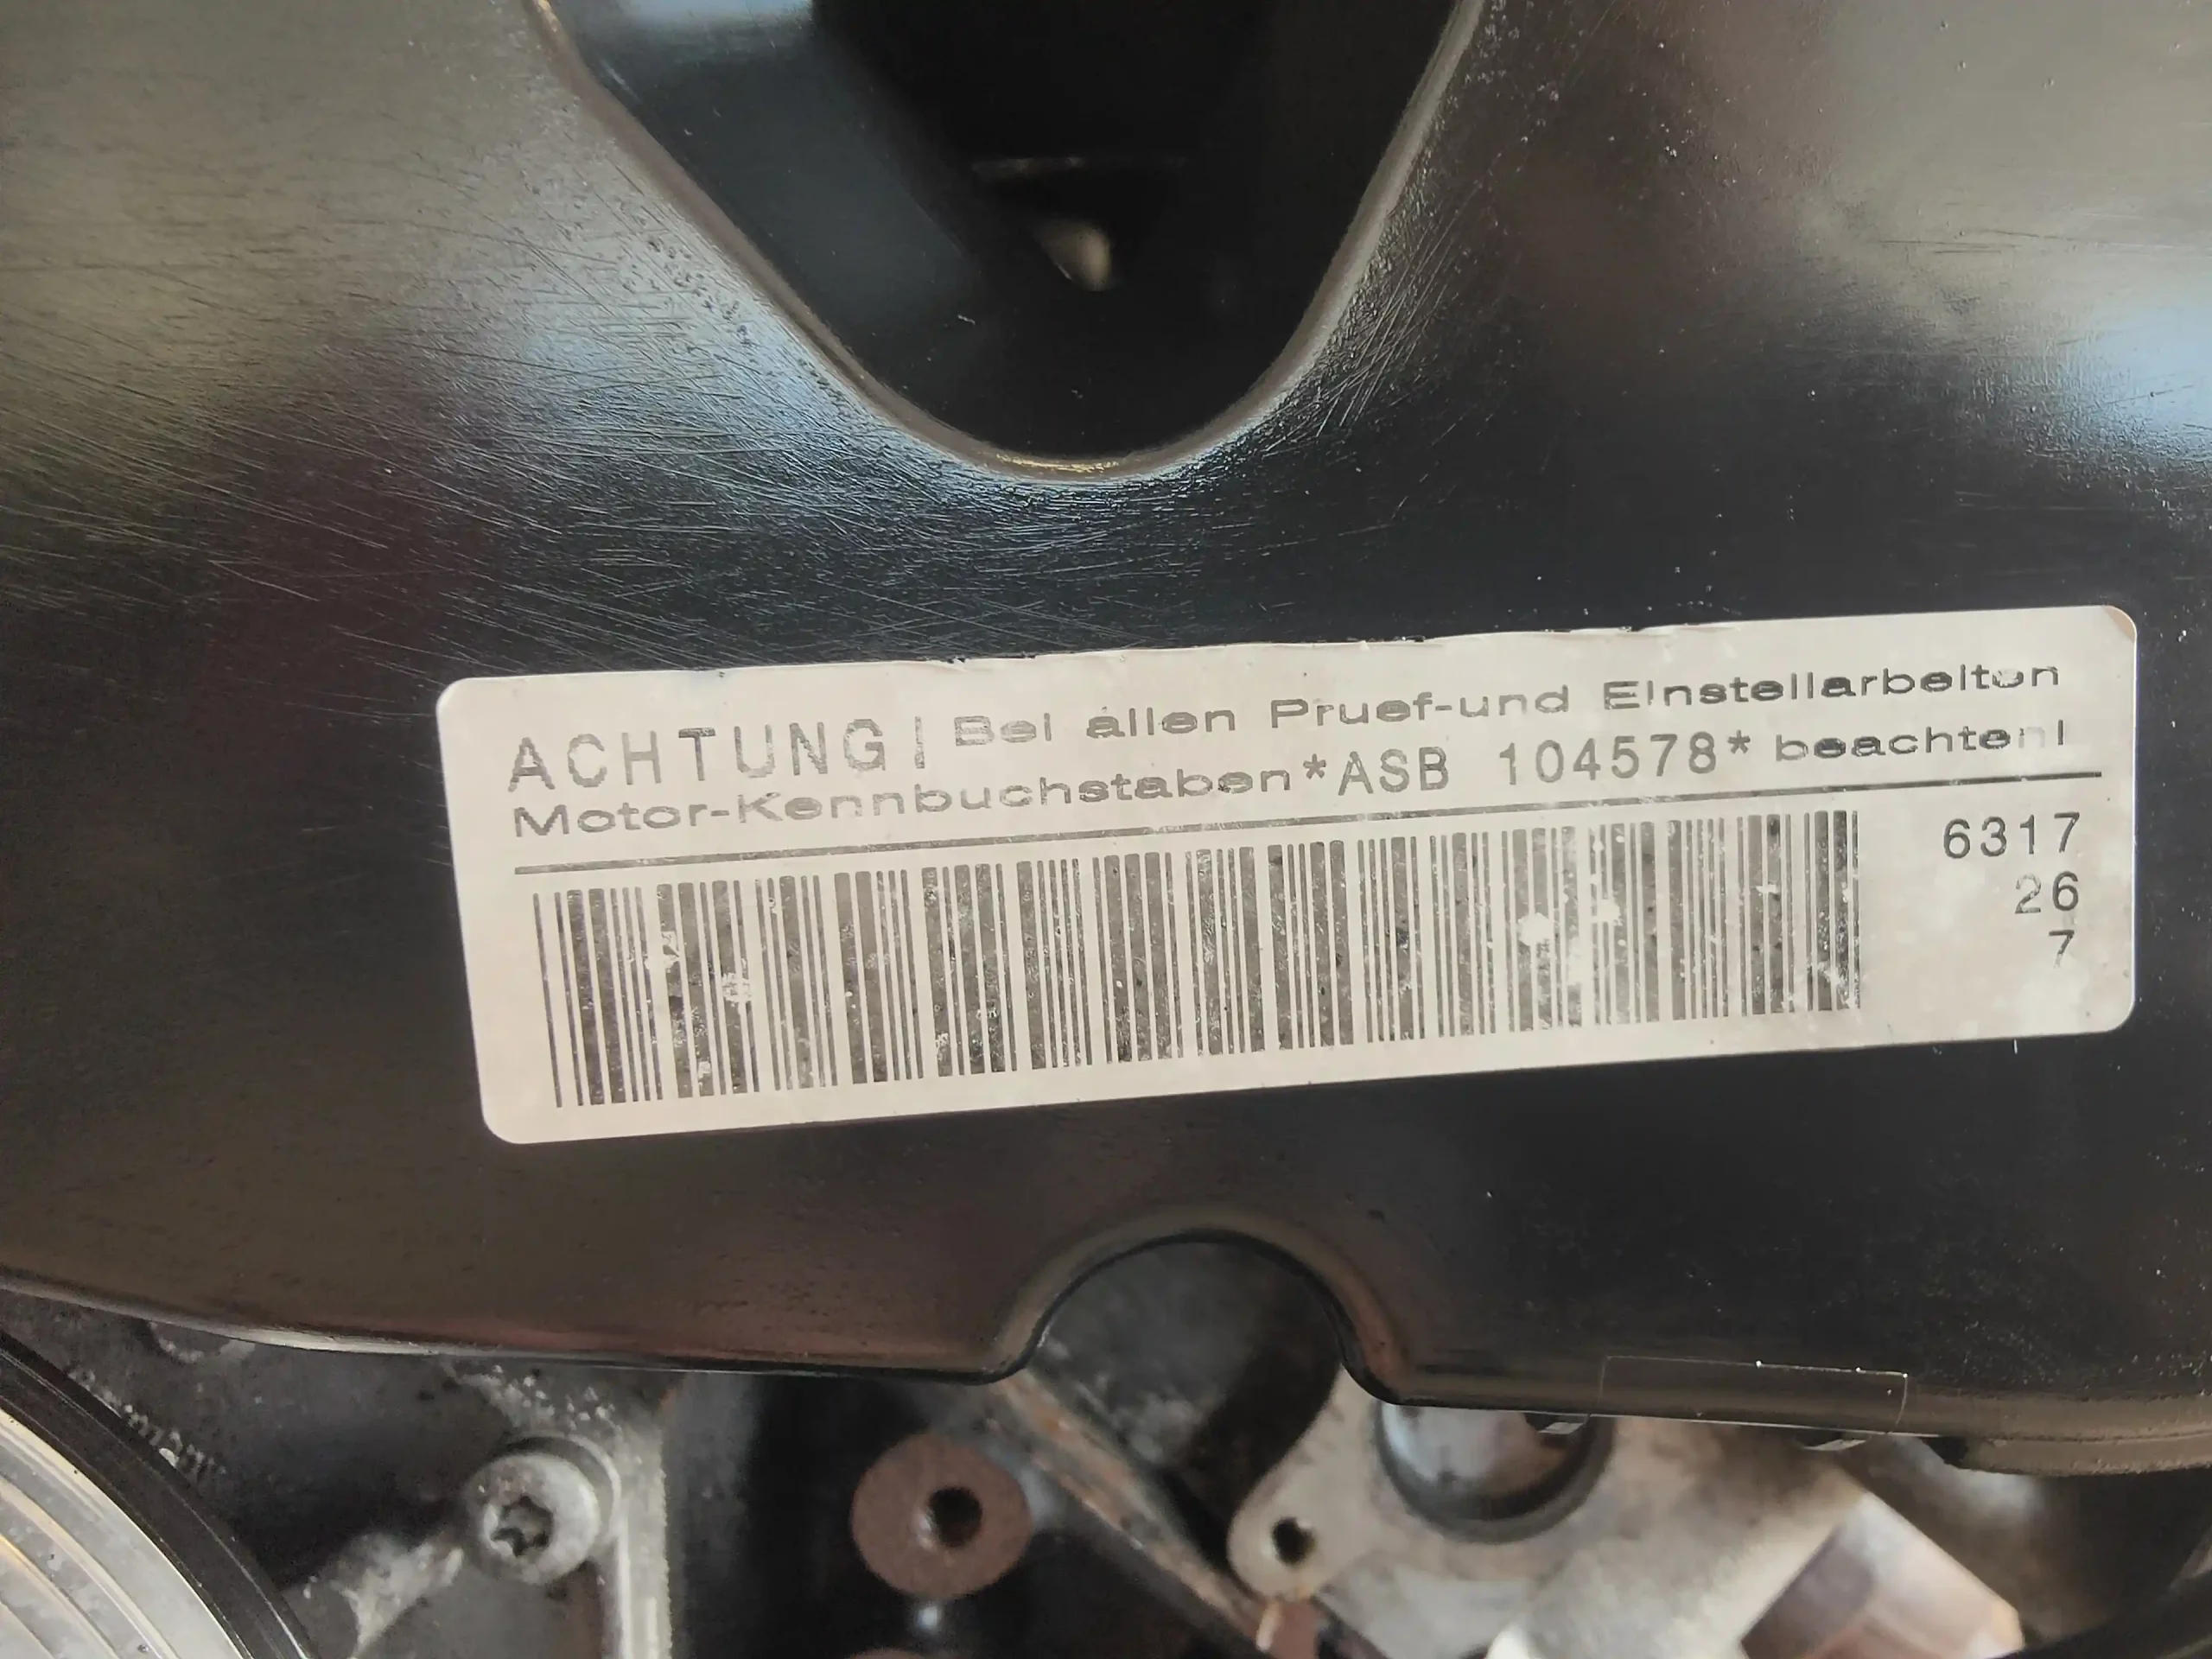 ACHTUNG! Bei allen Pruef-und Einstellarbeiten
Motor-Kennbuchstaben*ASB 104578* beachten!
6317
26
7